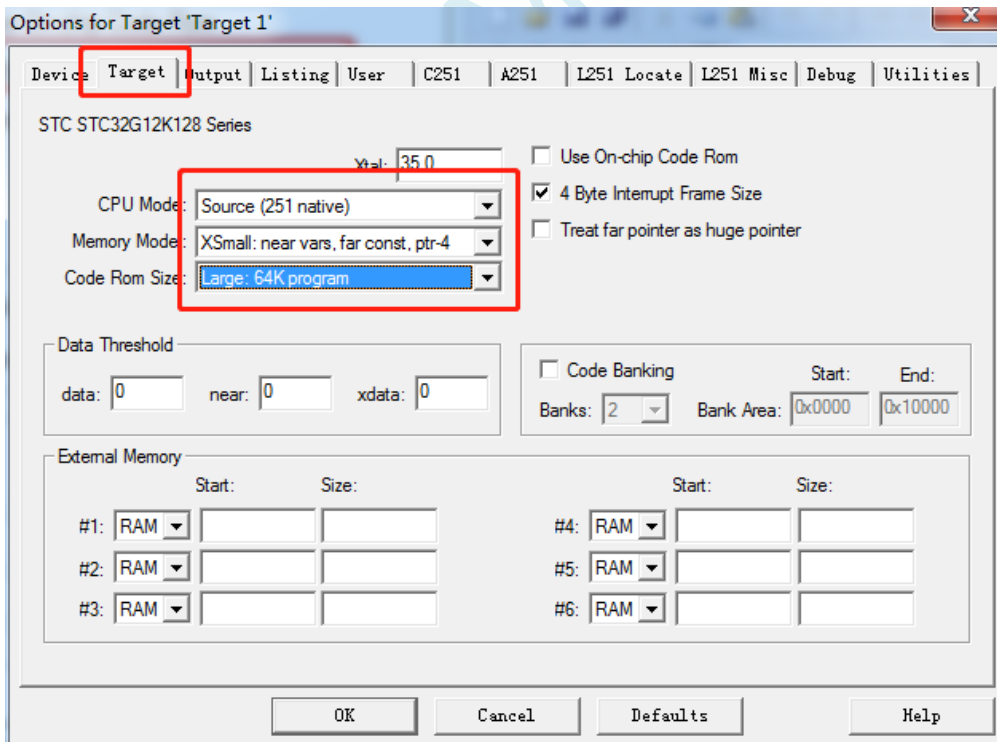 Options for Target 'Target 1'
Device Target Output Listing User C251 A251 L251 Locate L251 Misc Debug Utilities
STC STC32G12K128 Series
Xtal: 35.0
CPU Mode: Source (251 native)
Memory Model: XSmall: near vars, far const, ptr-4
Code Rom Size: Large: 64K program
Use On-chip Code Rom
4 Byte Interrupt Frame Size
Treat far pointer as huge pointer
Data Threshold
data: 0 near: 0 xdata: 0
Code Banking Start: End:
Banks: 2 Bank Area: 0x0000 0x10000
External Memory
Start: Size: Start: Size:
#1: RAM #4: RAM
#2: RAM #5: RAM
#3: RAM #6: RAM
OK Cancel Defaults Help